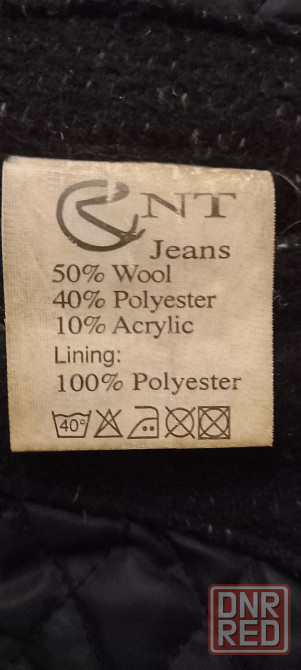 NT
Jeans
50% Wool
40% Polyester
10% Acrylic
Lining:
100% Polyester
40°
DNR
RED